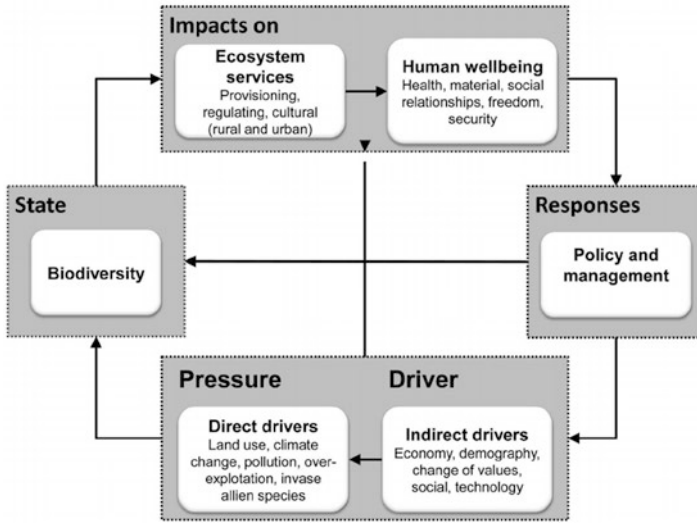 Impacts on
Ecosystem
services
Provisioning,
regulating, cultural
(rural and urban)
Human wellbeing
Health, material, social
relationships, freedom,
security
State
Biodiversity
Responses
Policy and
management
Pressure
Driver
Direct drivers
Land use, climate
change, pollution, over-
explotation, invase
allien species
Indirect drivers
Economy, demography,
change of values,
social, technology